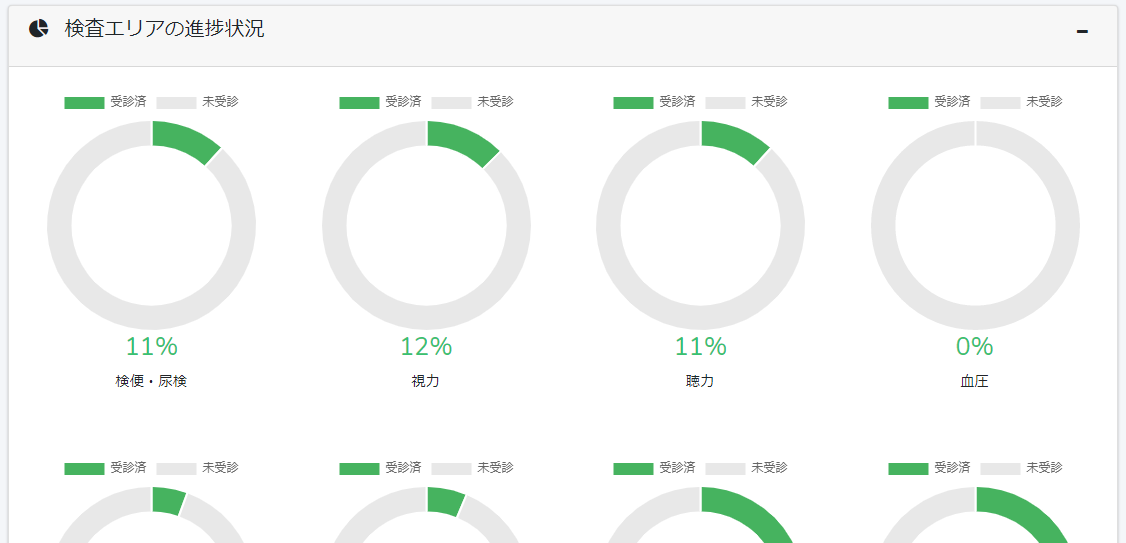 検査エリアの進捗状況
受診済 未受診
受診済 未受診
受診済 未受診
受診済 未受診
11%
12%
11%
0%
検便・尿検
視力
聴力
血圧
受診済 未受診
受診済 未受診
受診済 未受診
受診済 未受診